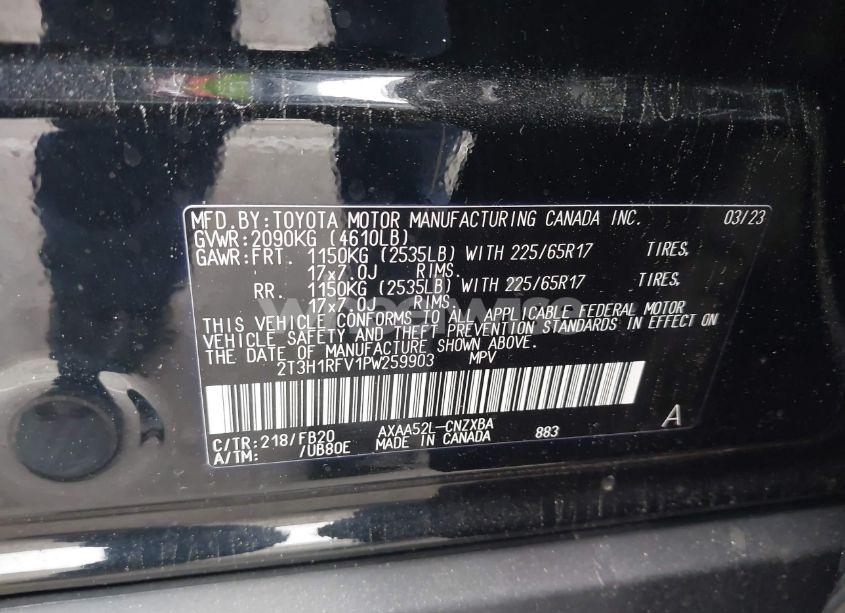 MFD.BY:TOYOTA MOTOR MANUFACTURING CANADA INC. 03/23
GVWR:2090KG (4610LB)
GAWR:FRT. 1150KG (2535LB) WITH 225/65R17 TIRES,
17x7.0J RIMS.
RR. 1150KG (2535LB) WITH 225/65R17 TIRES,
17x7.0J RIMS.
THIS VEHICLE CONFORMS TO ALL APPLICABLE FEDERAL MOTOR
VEHICLE SAFETY AND THEFT PREVENTION STANDARDS IN EFFECT ON
THE DATE OF MANUFACTURE SHOWN ABOVE.
2T3H1RFV1PW259903 MPV
C/TR:218/FB20 AXAA52L-CNZXBA A
A/TM: /UB80E MADE IN CANADA 883